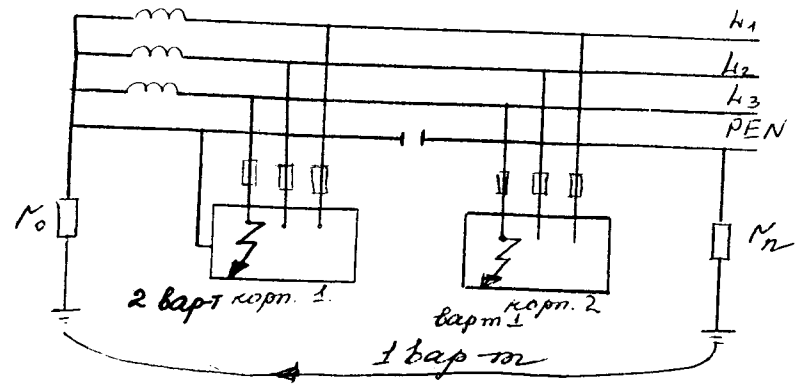 L1
L2
L3
PEN
r0
rп
2 вар-т корп. 1.
вар-т 1 корп. 2
1 вар-т